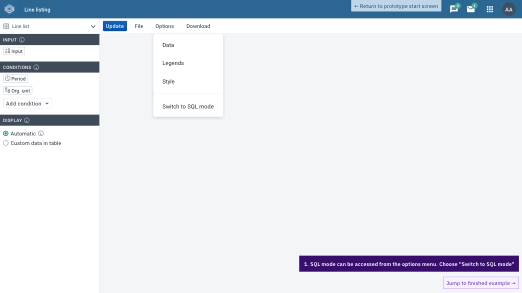 Line listing
← Return to prototype start screen
AA
Line list
Update
File
Options
Download
INPUT
Input
CONDITIONS
Period
Org. unit
Add condition
DISPLAY
Automatic
Custom data in table
Data
Legends
Style
Switch to SQL mode
1. SQL mode can be accessed from the options menu. Choose "Switch to SQL mode"
Jump to finished example →